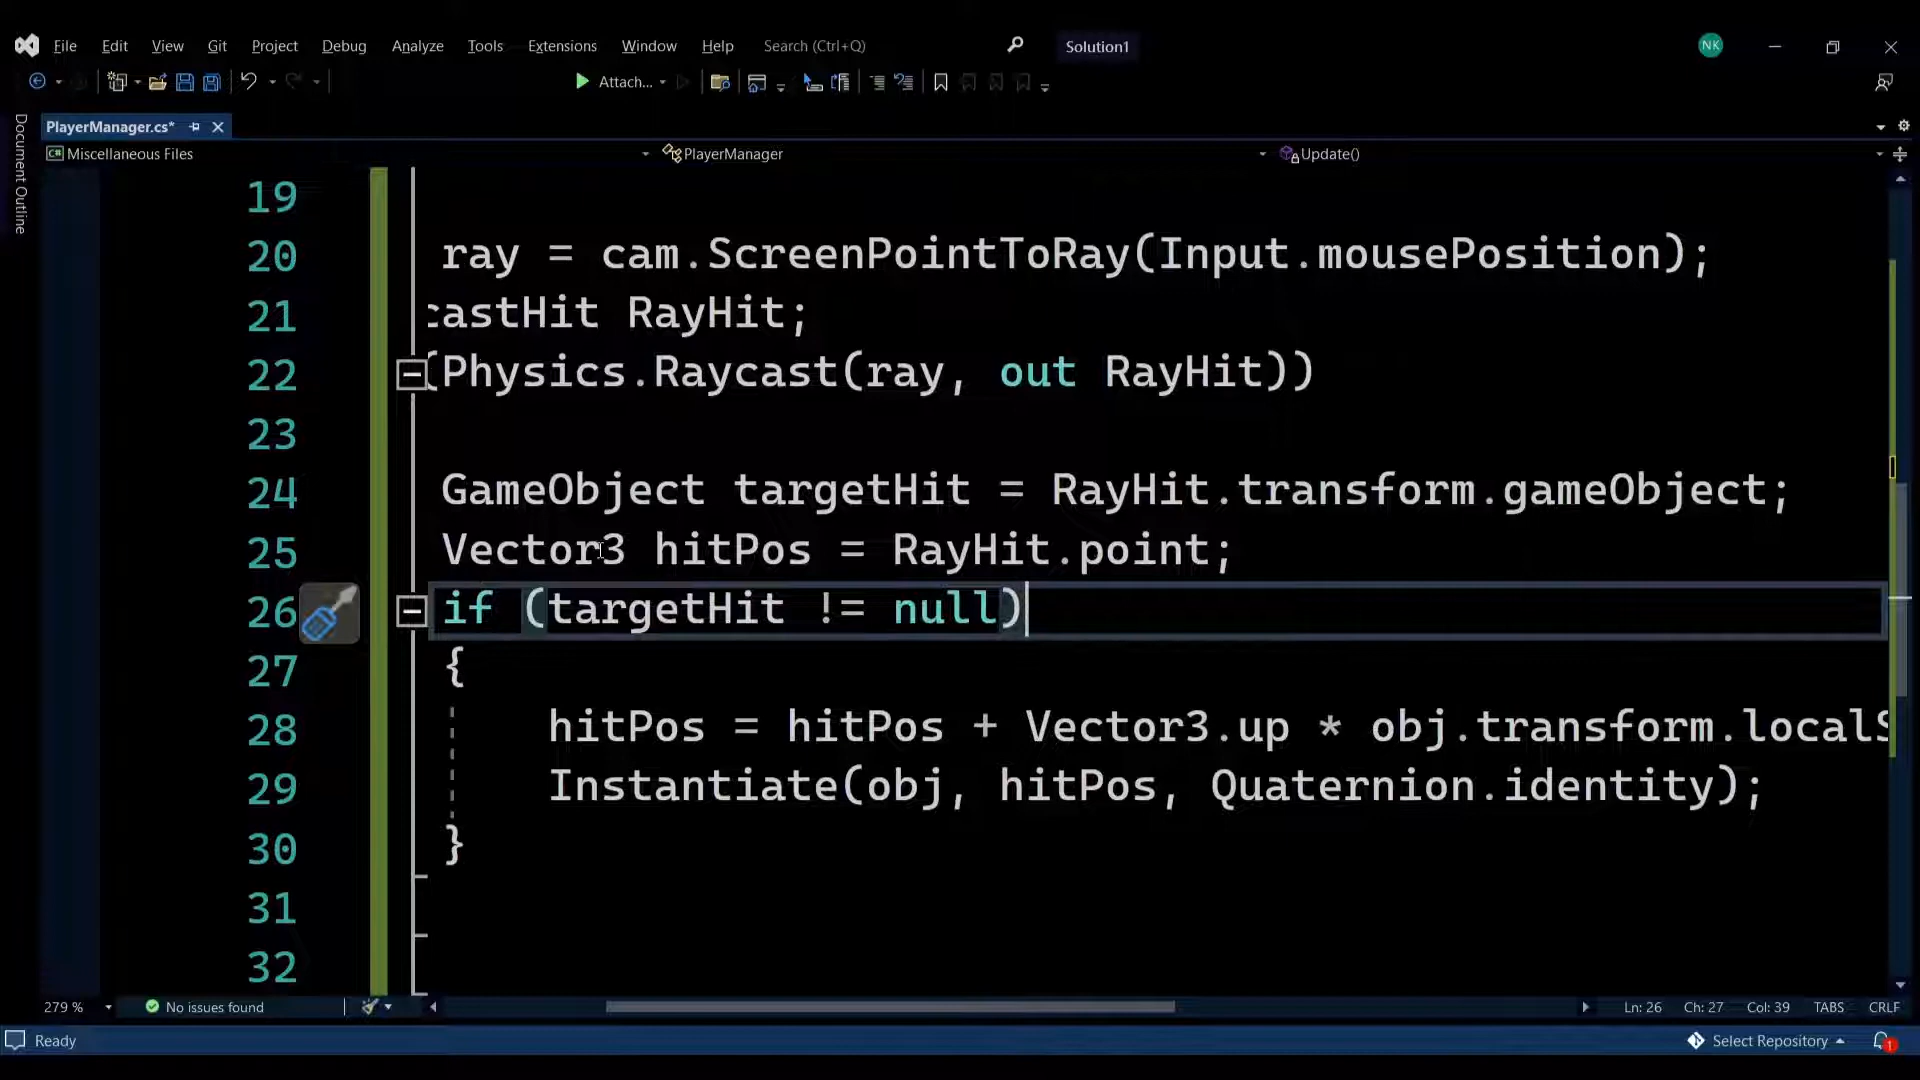 File Edit View Git Project Debug Analyze Tools Extensions Window Help Search (Ctrl+Q) Solution1 NK
Attach...
Document Outline
PlayerManager.cs*
C# Miscellaneous Files PlayerManager Update()
19
20 ray = cam.ScreenPointToRay(Input.mousePosition);
21 castHit RayHit;
22 (Physics.Raycast(ray, out RayHit))
23
24 GameObject targetHit = RayHit.transform.gameObject;
25 Vector3 hitPos = RayHit.point;
26 if (targetHit != null)
27 {
28 hitPos = hitPos + Vector3.up * obj.transform.localS
29 Instantiate(obj, hitPos, Quaternion.identity);
30 }
31
32
279 % No issues found Ln: 26 Ch: 27 Col: 39 TABS CRLF
Ready Select Repository 1